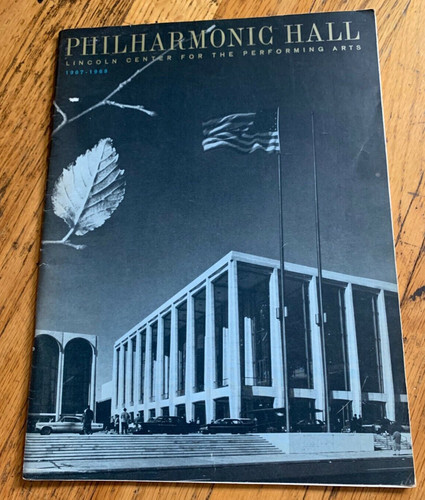 PHILHARMONIC HALL
LINCOLN CENTER FOR THE PERFORMING ARTS
1967-1968